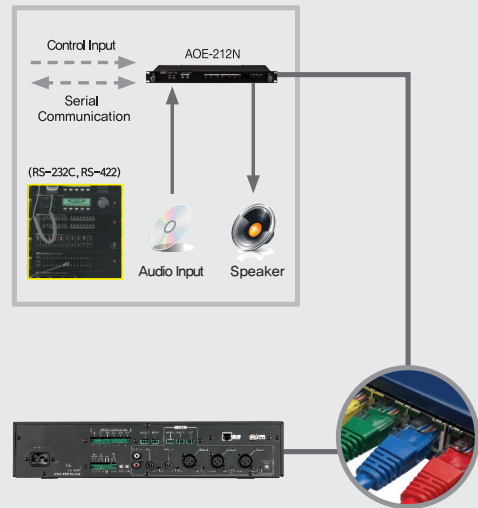 Control Input
AOE-212N
Serial
Communication
(RS-232C, RS-422)
Audio Input
Speaker